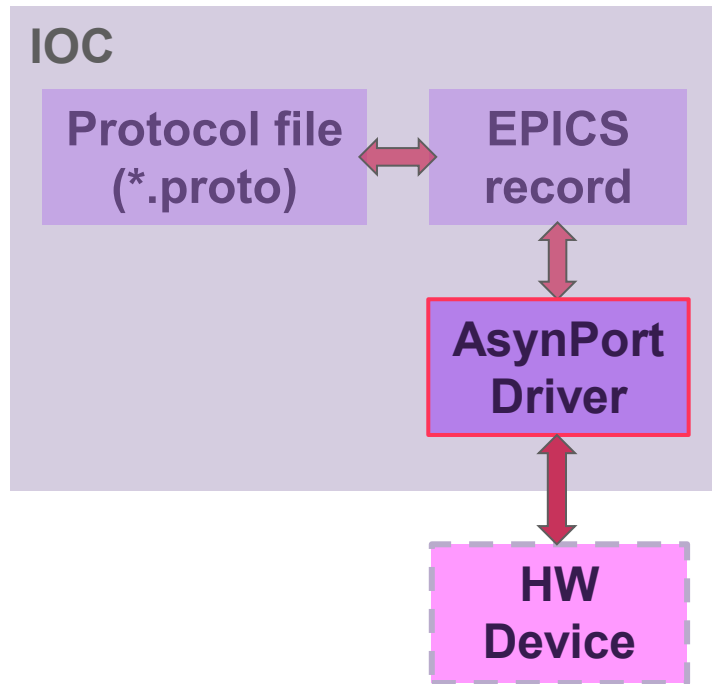 IOC
Protocol file
(*.proto)
EPICS
record
AsynPort
Driver
HW
Device